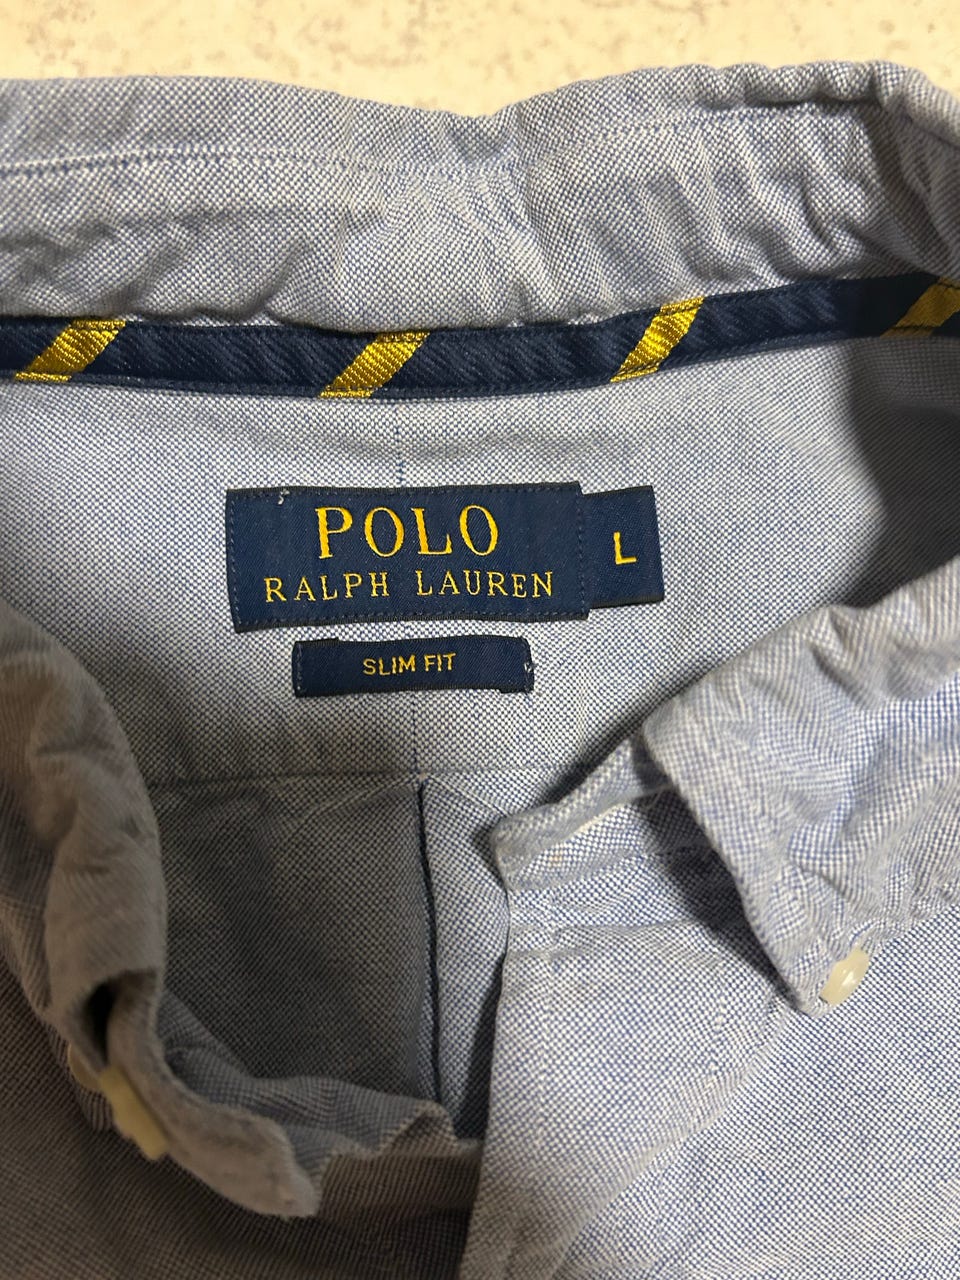 POLO
RALPH LAUREN
L
SLIM FIT